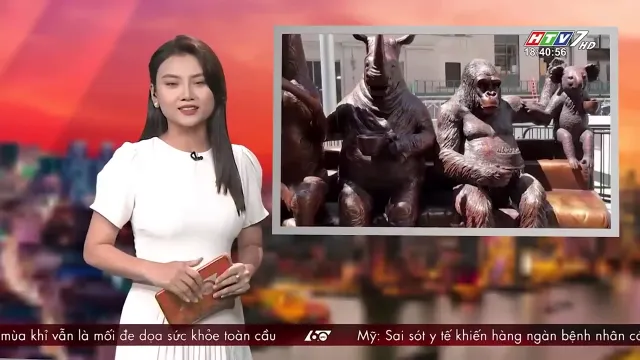 HTV7 HD
18:40:56
mùa khỉ vẫn là mối đe dọa sức khỏe toàn cầu
60
Mỹ: Sai sót y tế khiến hàng ngàn bệnh nhân